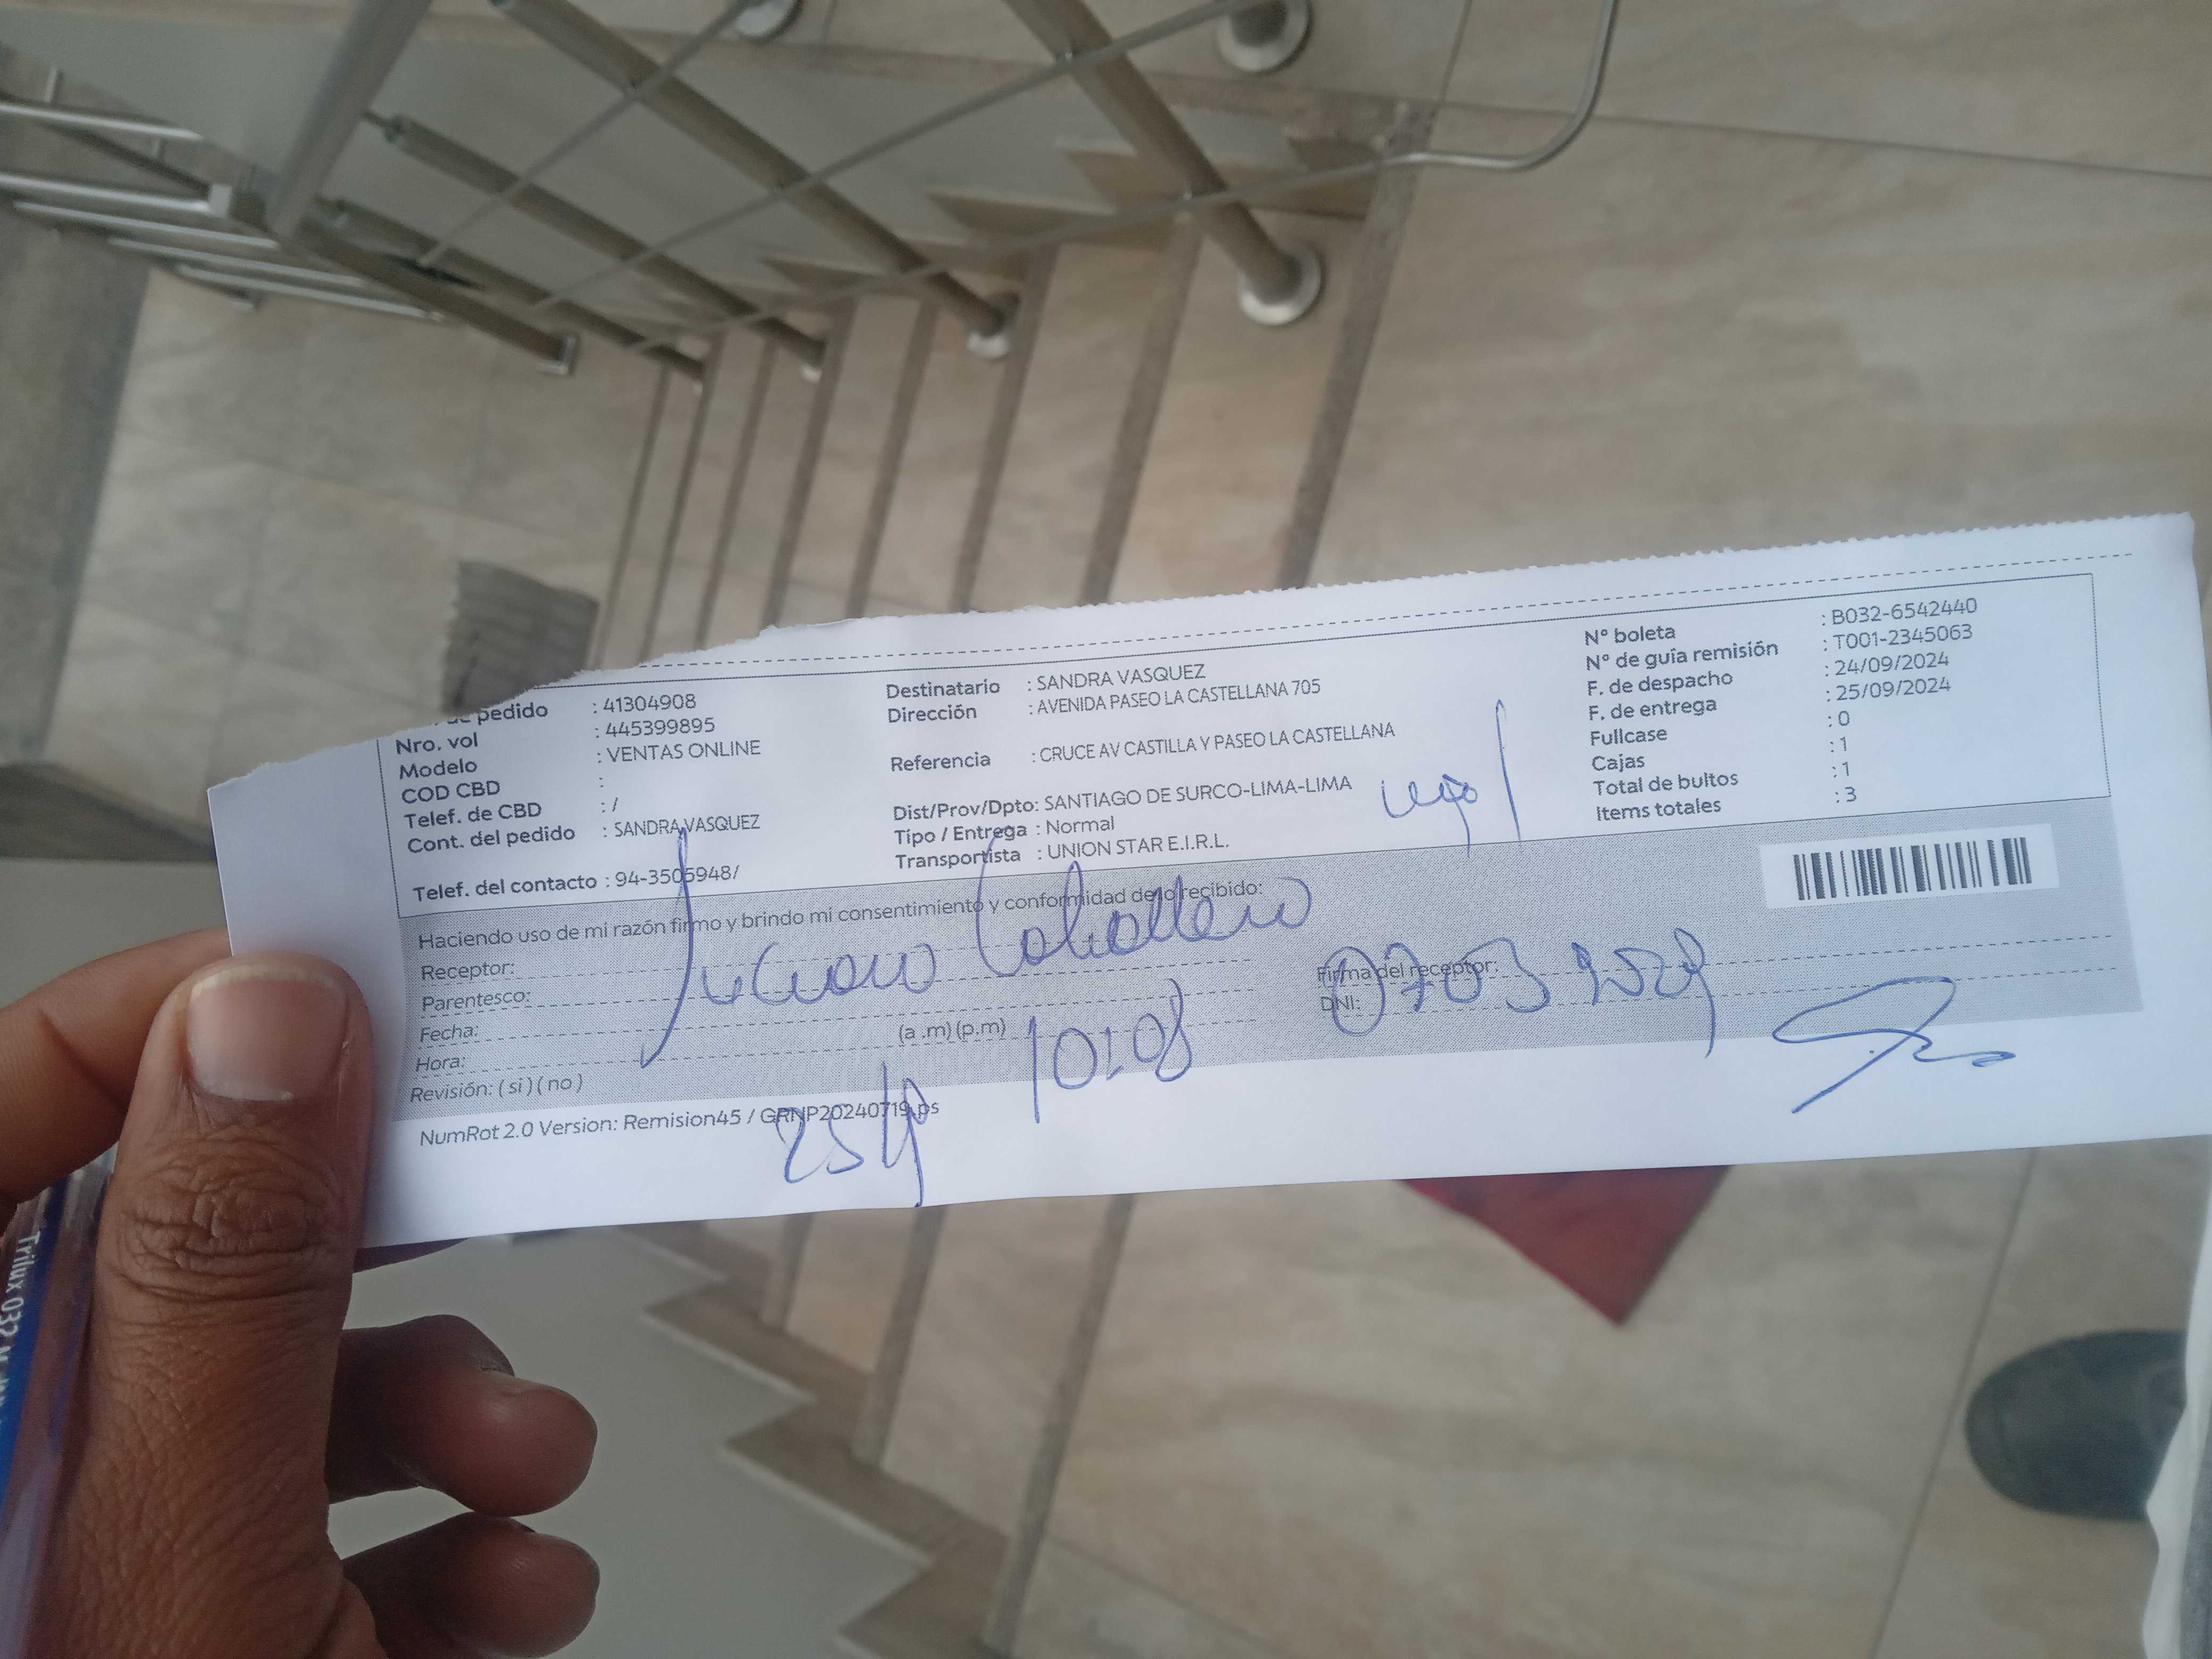 de pedido : 41304908
Nro. vol : 445399895
Modelo : VENTAS ONLINE
COD CBD :
Telef. de CBD : /
Cont. del pedido : SANDRA VASQUEZ
Telef. del contacto : 94-3505948/
Destinatario : SANDRA VASQUEZ
Dirección : AVENIDA PASEO LA CASTELLANA 705
Referencia : CRUCE AV CASTILLA Y PASEO LA CASTELLANA
Dist/Prov/Dpto: SANTIAGO DE SURCO-LIMA-LIMA
Tipo / Entrega : Normal
Transportista : UNION STAR E.I.R.L.
N° boleta : B032-6542440
N° de guía remisión : T001-2345063
F. de despacho : 24/09/2024
F. de entrega : 25/09/2024
Fullcase : 0
Cajas : 1
Total de bultos : 1
Items totales : 3
Haciendo uso de mi razón firmo y brindo mi consentimiento y conformidad de lo recibido:
Receptor: Caballero
Parentesco:
Fecha:
Hora: (a .m) (p.m) 10:08
Revisión: ( si ) ( no )
Firma del receptor:
DNI:
NumRot 2.0 Version: Remision45 / GRNP20240719.ps
Trilux 032